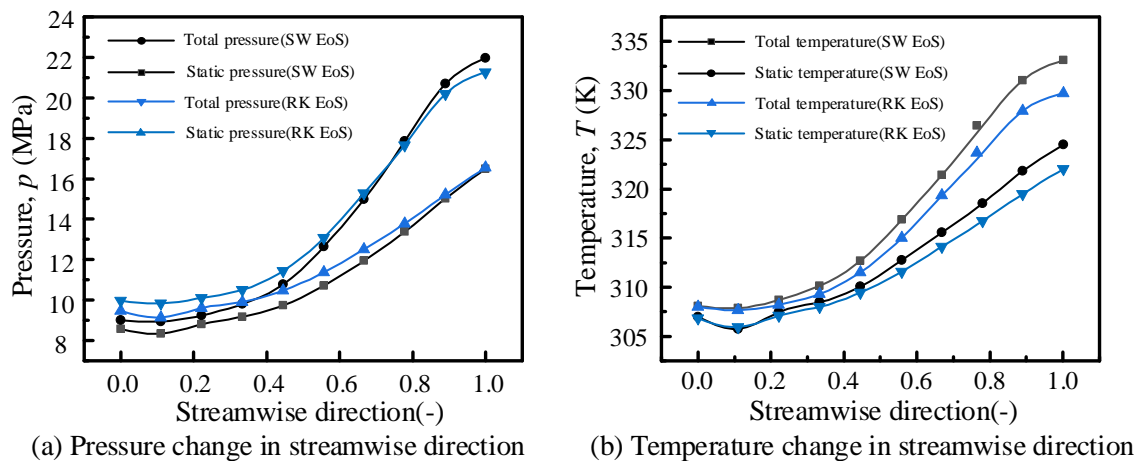 24
22
20
18
16
14
12
10
8
Pressure, p (MPa)
Total pressure(SW EoS)
Static pressure(SW EoS)
Total pressure(RK EoS)
Static pressure(RK EoS)
0.0 0.2 0.4 0.6 0.8 1.0
Streamwise direction(-)
(a) Pressure change in streamwise direction
335
330
325
320
315
310
305
Temperature, T (K)
Total temperature(SW EoS)
Static temperature(SW EoS)
Total temperature(RK EoS)
Static temperature(RK EoS)
0.0 0.2 0.4 0.6 0.8 1.0
Streamwise direction(-)
(b) Temperature change in streamwise direction